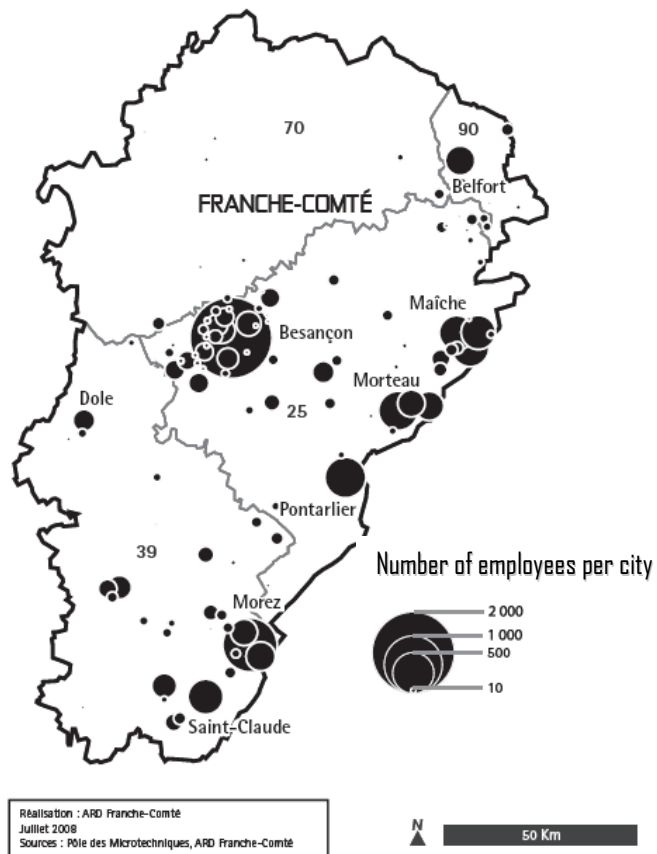 70
90
Belfort
FRANCHE-COMTÉ
Maîche
Besançon
Morteau
Dole
25
Pontarlier
39
Number of employees per city
Morez
2 000
1 000
500
10
Saint-Claude
Réalisation : ARD Franche-Comté
Juillet 2008
Sources : Pôle des Microtechniques, ARD Franche-Comté
N
50 Km